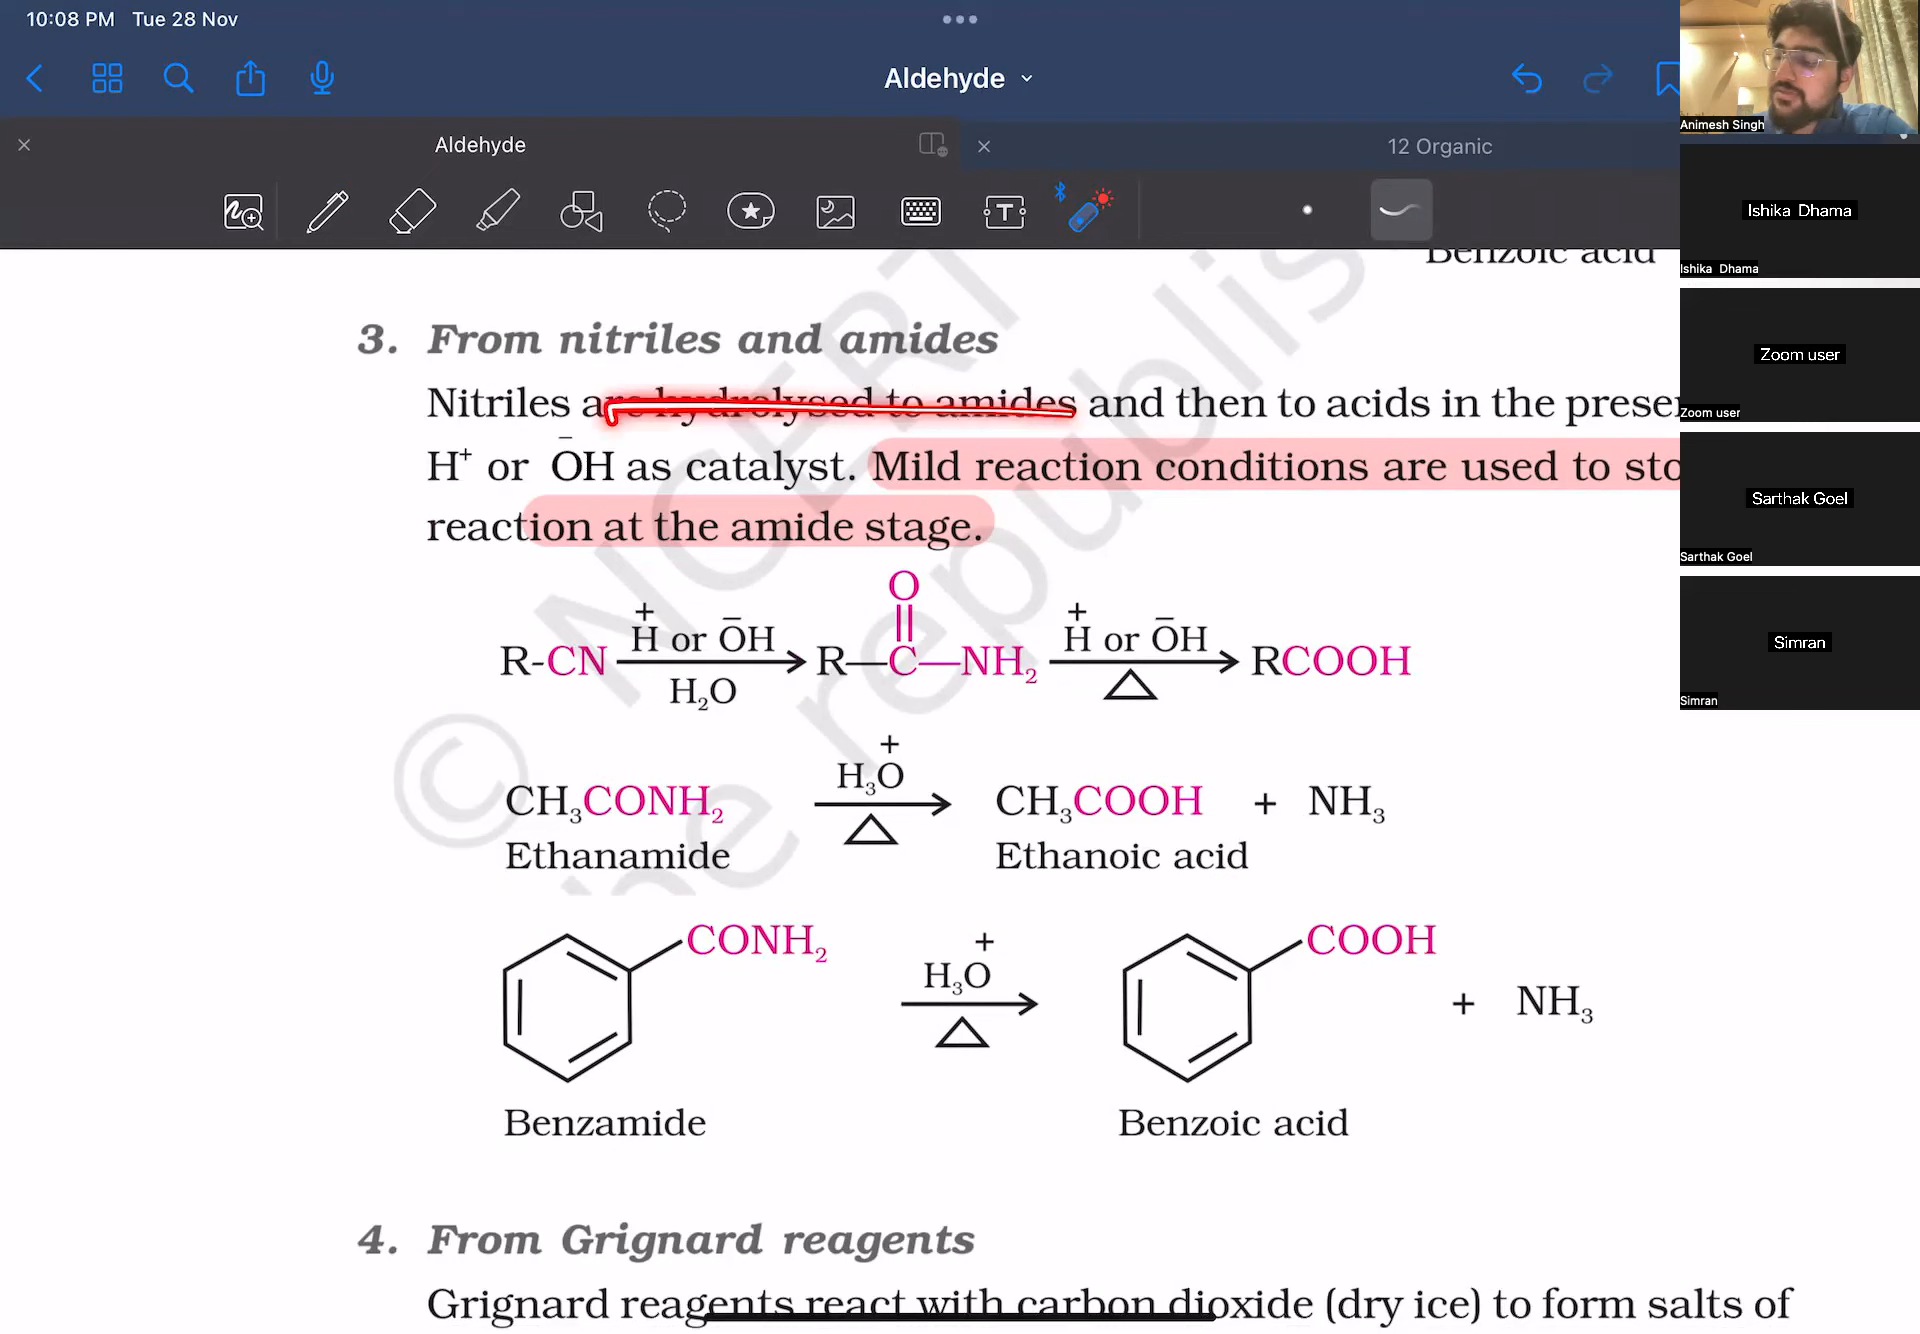 10:08 PM Tue 28 Nov
Aldehyde
Aldehyde
12 Organic
Animesh Singh
Ishika Dhama
Ishika Dhama
Zoom user
Zoom user
Sarthak Goel
Sarthak Goel
Simran
Simran
Benzoic acid
3. From nitriles and amides
Nitriles are hydrolysed to amides and then to acids in the prese
H⁺ or ŌH as catalyst. Mild reaction conditions are used to sto
reaction at the amide stage.
O
+ +
H or ŌH H or ŌH
R-CN R—C—NH₂ RCOOH
H₂O △
+
H₃O
CH₃CONH₂ CH₃COOH + NH₃
△
Ethanamide Ethanoic acid
CONH₂ + COOH
H₃O
+ NH₃
△
Benzamide Benzoic acid
4. From Grignard reagents
Grignard reagents react with carbon dioxide (dry ice) to form salts of
© NCERT
republis